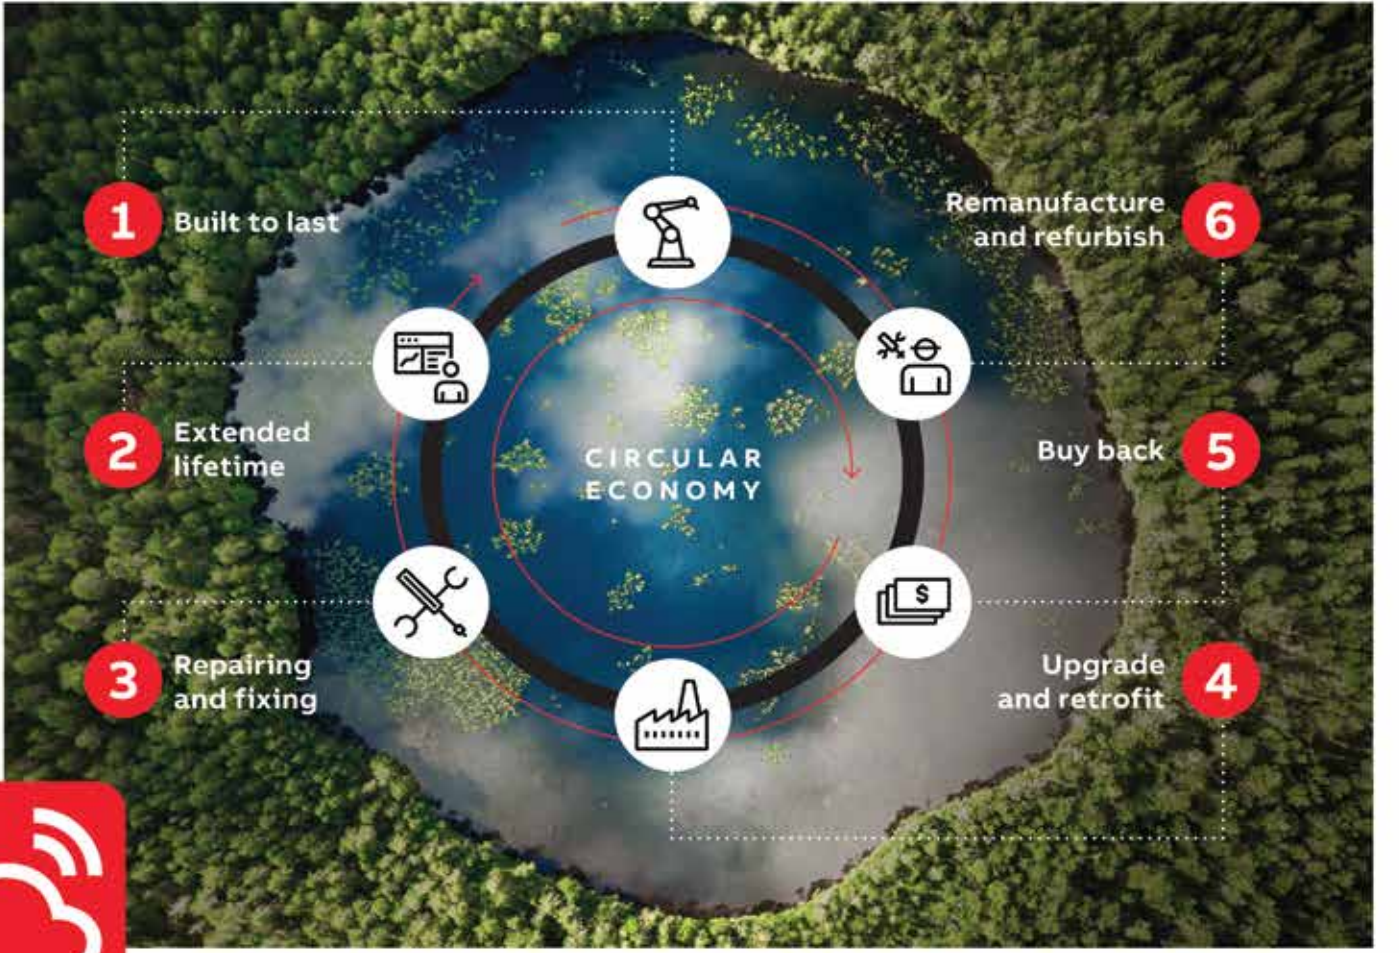 1
Built to last
2
Extended
lifetime
3
Repairing
and fixing
CIRCULAR
ECONOMY
$
Remanufacture
and refurbish
6
Buy back
5
Upgrade
and retrofit
4